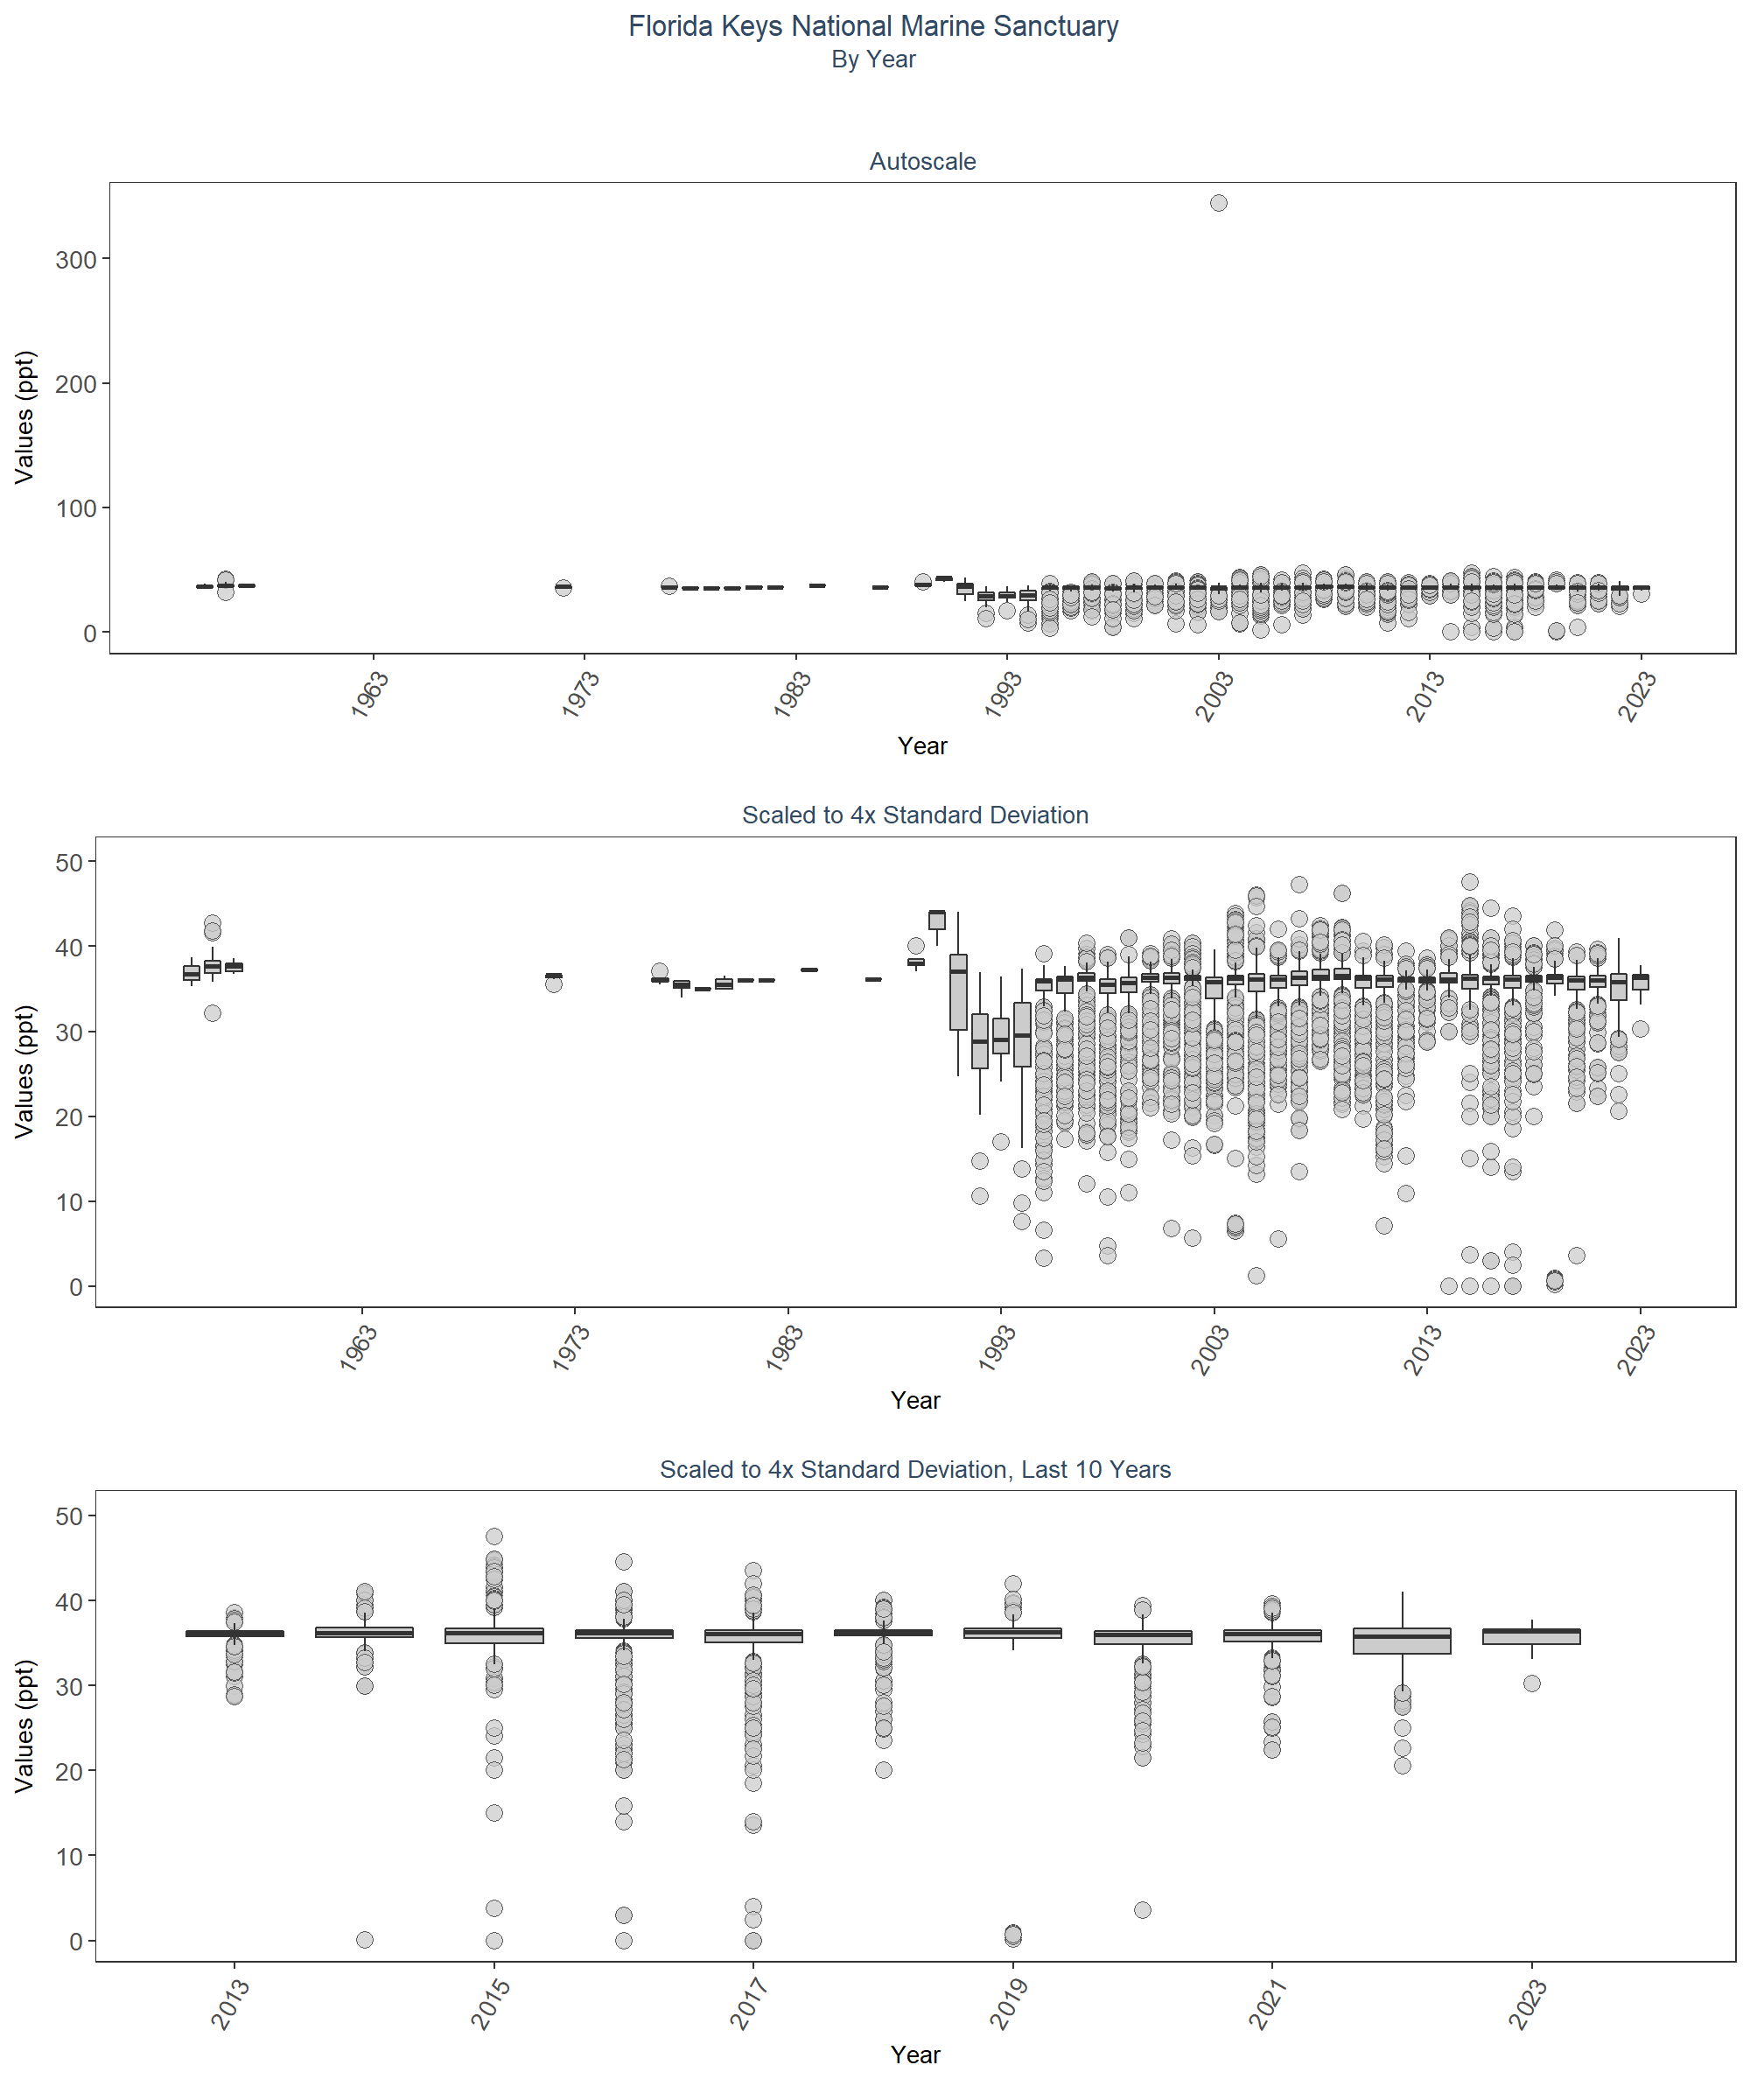 Florida Keys National Marine Sanctuary
By Year
Autoscale
Values (ppt)
300
200
100
0
1963 1973 1983 1993 2003 2013 2023
Year
Scaled to 4x Standard Deviation
Values (ppt)
50
40
30
20
10
0
1963 1973 1983 1993 2003 2013 2023
Year
Scaled to 4x Standard Deviation, Last 10 Years
Values (ppt)
50
40
30
20
10
0
2013 2015 2017 2019 2021 2023
Year